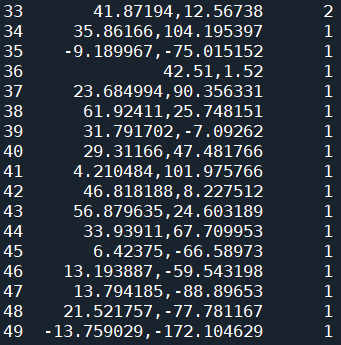 33 41.87194,12.56738 2
34 35.86166,104.195397 1
35 -9.189967,-75.015152 1
36 42.51,1.52 1
37 23.684994,90.356331 1
38 61.92411,25.748151 1
39 31.791702,-7.09262 1
40 29.31166,47.481766 1
41 4.210484,101.975766 1
42 46.818188,8.227512 1
43 56.879635,24.603189 1
44 33.93911,67.709953 1
45 6.42375,-66.58973 1
46 13.193887,-59.543198 1
47 13.794185,-88.89653 1
48 21.521757,-77.781167 1
49 -13.759029,-172.104629 1